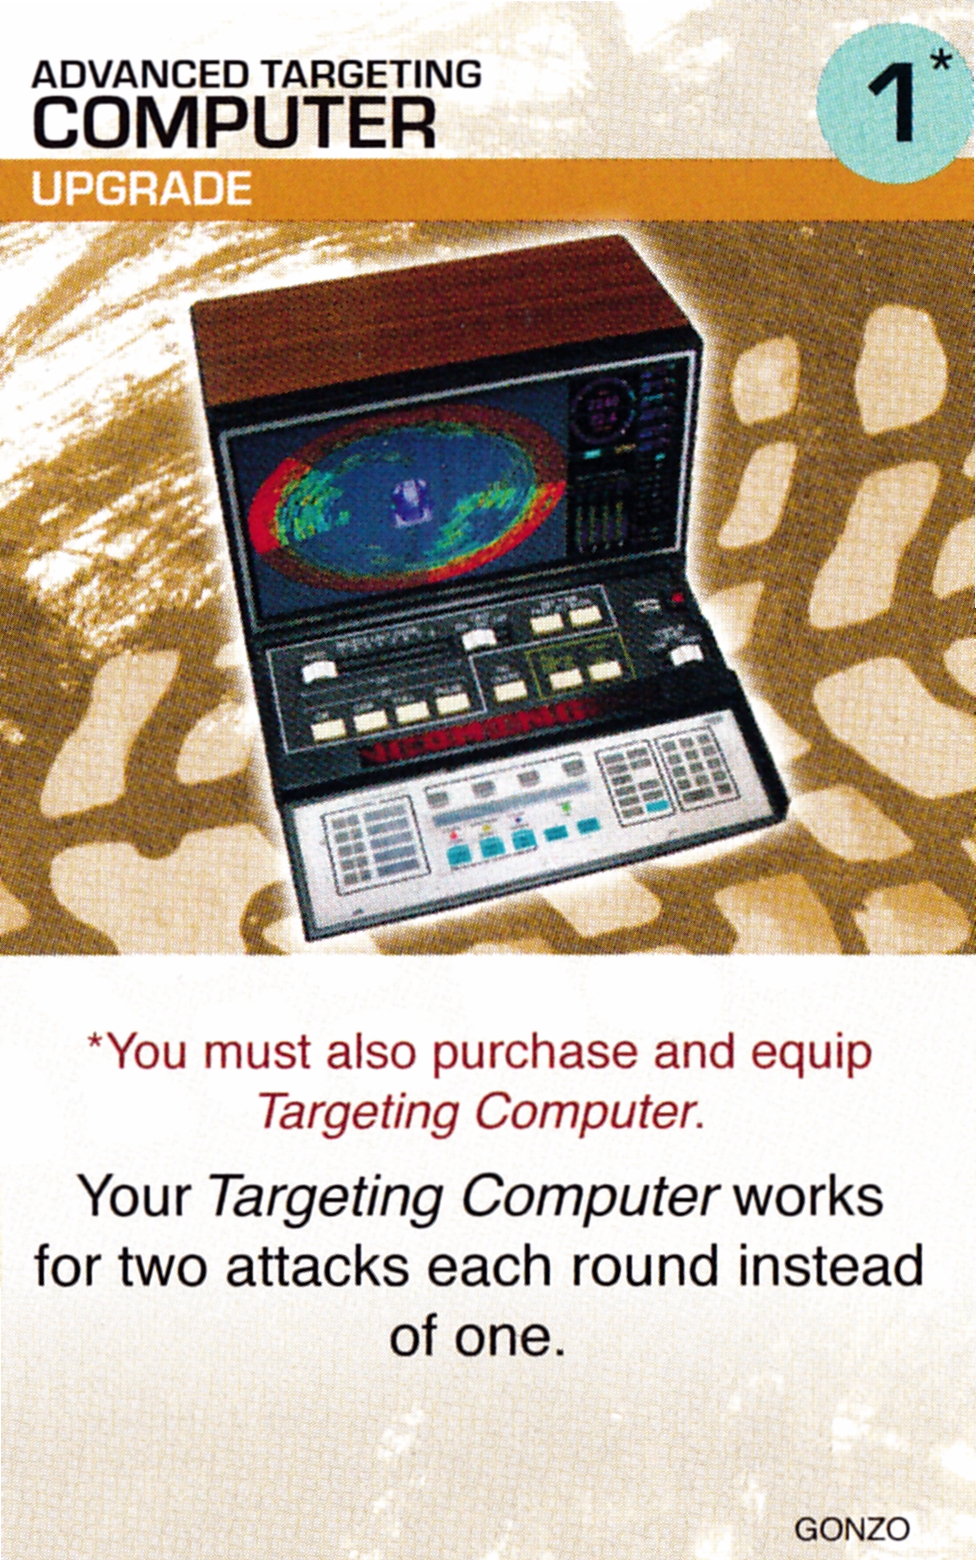 ADVANCED TARGETING
COMPUTER
1*
UPGRADE
*You must also purchase and equip
Targeting Computer.
Your Targeting Computer works
for two attacks each round instead
of one.
GONZO